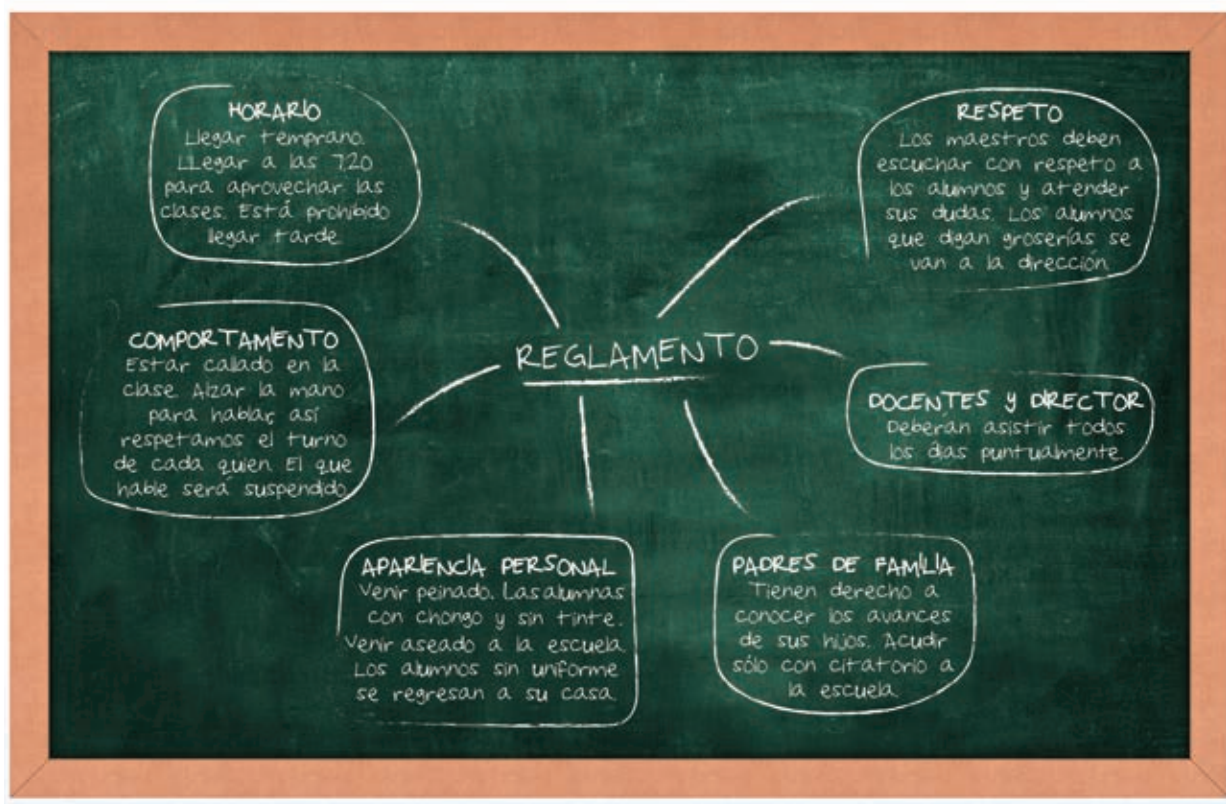 HORARIO
Llegar temprano.
Llegar a las 7:20
para aprovechar las
clases. Está prohibido
llegar tarde
RESPETO
Los maestros deben
escuchar con respeto a
los alumnos y atender
sus dudas. Los alumnos
que digan groserías se
van a la dirección
COMPORTAMIENTO
Estar callado en la
clase. Alzar la mano
para hablar, así
respetamos el turno
de cada quien. El que
hable será suspendido
REGLAMENTO
DOCENTES y DIRECTOR
Deberán asistir todos
los días puntualmente
APARIENCIA PERSONAL
Venir peinado. Las alumnas
con chongo y sin tinte.
Venir aseado a la escuela
Los alumnos sin uniforme
se regresan a su casa
PADRES DE FAMILIA
Tienen derecho a
conocer los avances
de sus hijos. Acudir
sólo con citatorio a
la escuela